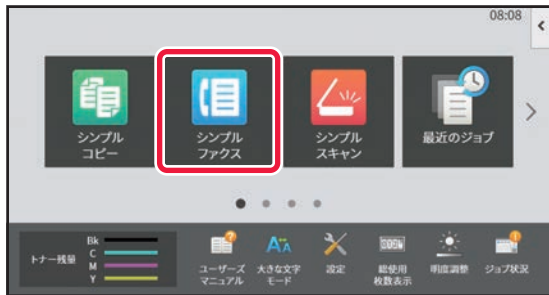 08:08
シンプル
コピー
シンプル
ファクス
シンプル
スキャン
最近のジョブ
トナー残量
Bk
C
M
Y
ユーザーズ
マニュアル
大きな文字
モード
設定
総使用
枚数表示
明度調整
ジョブ状況